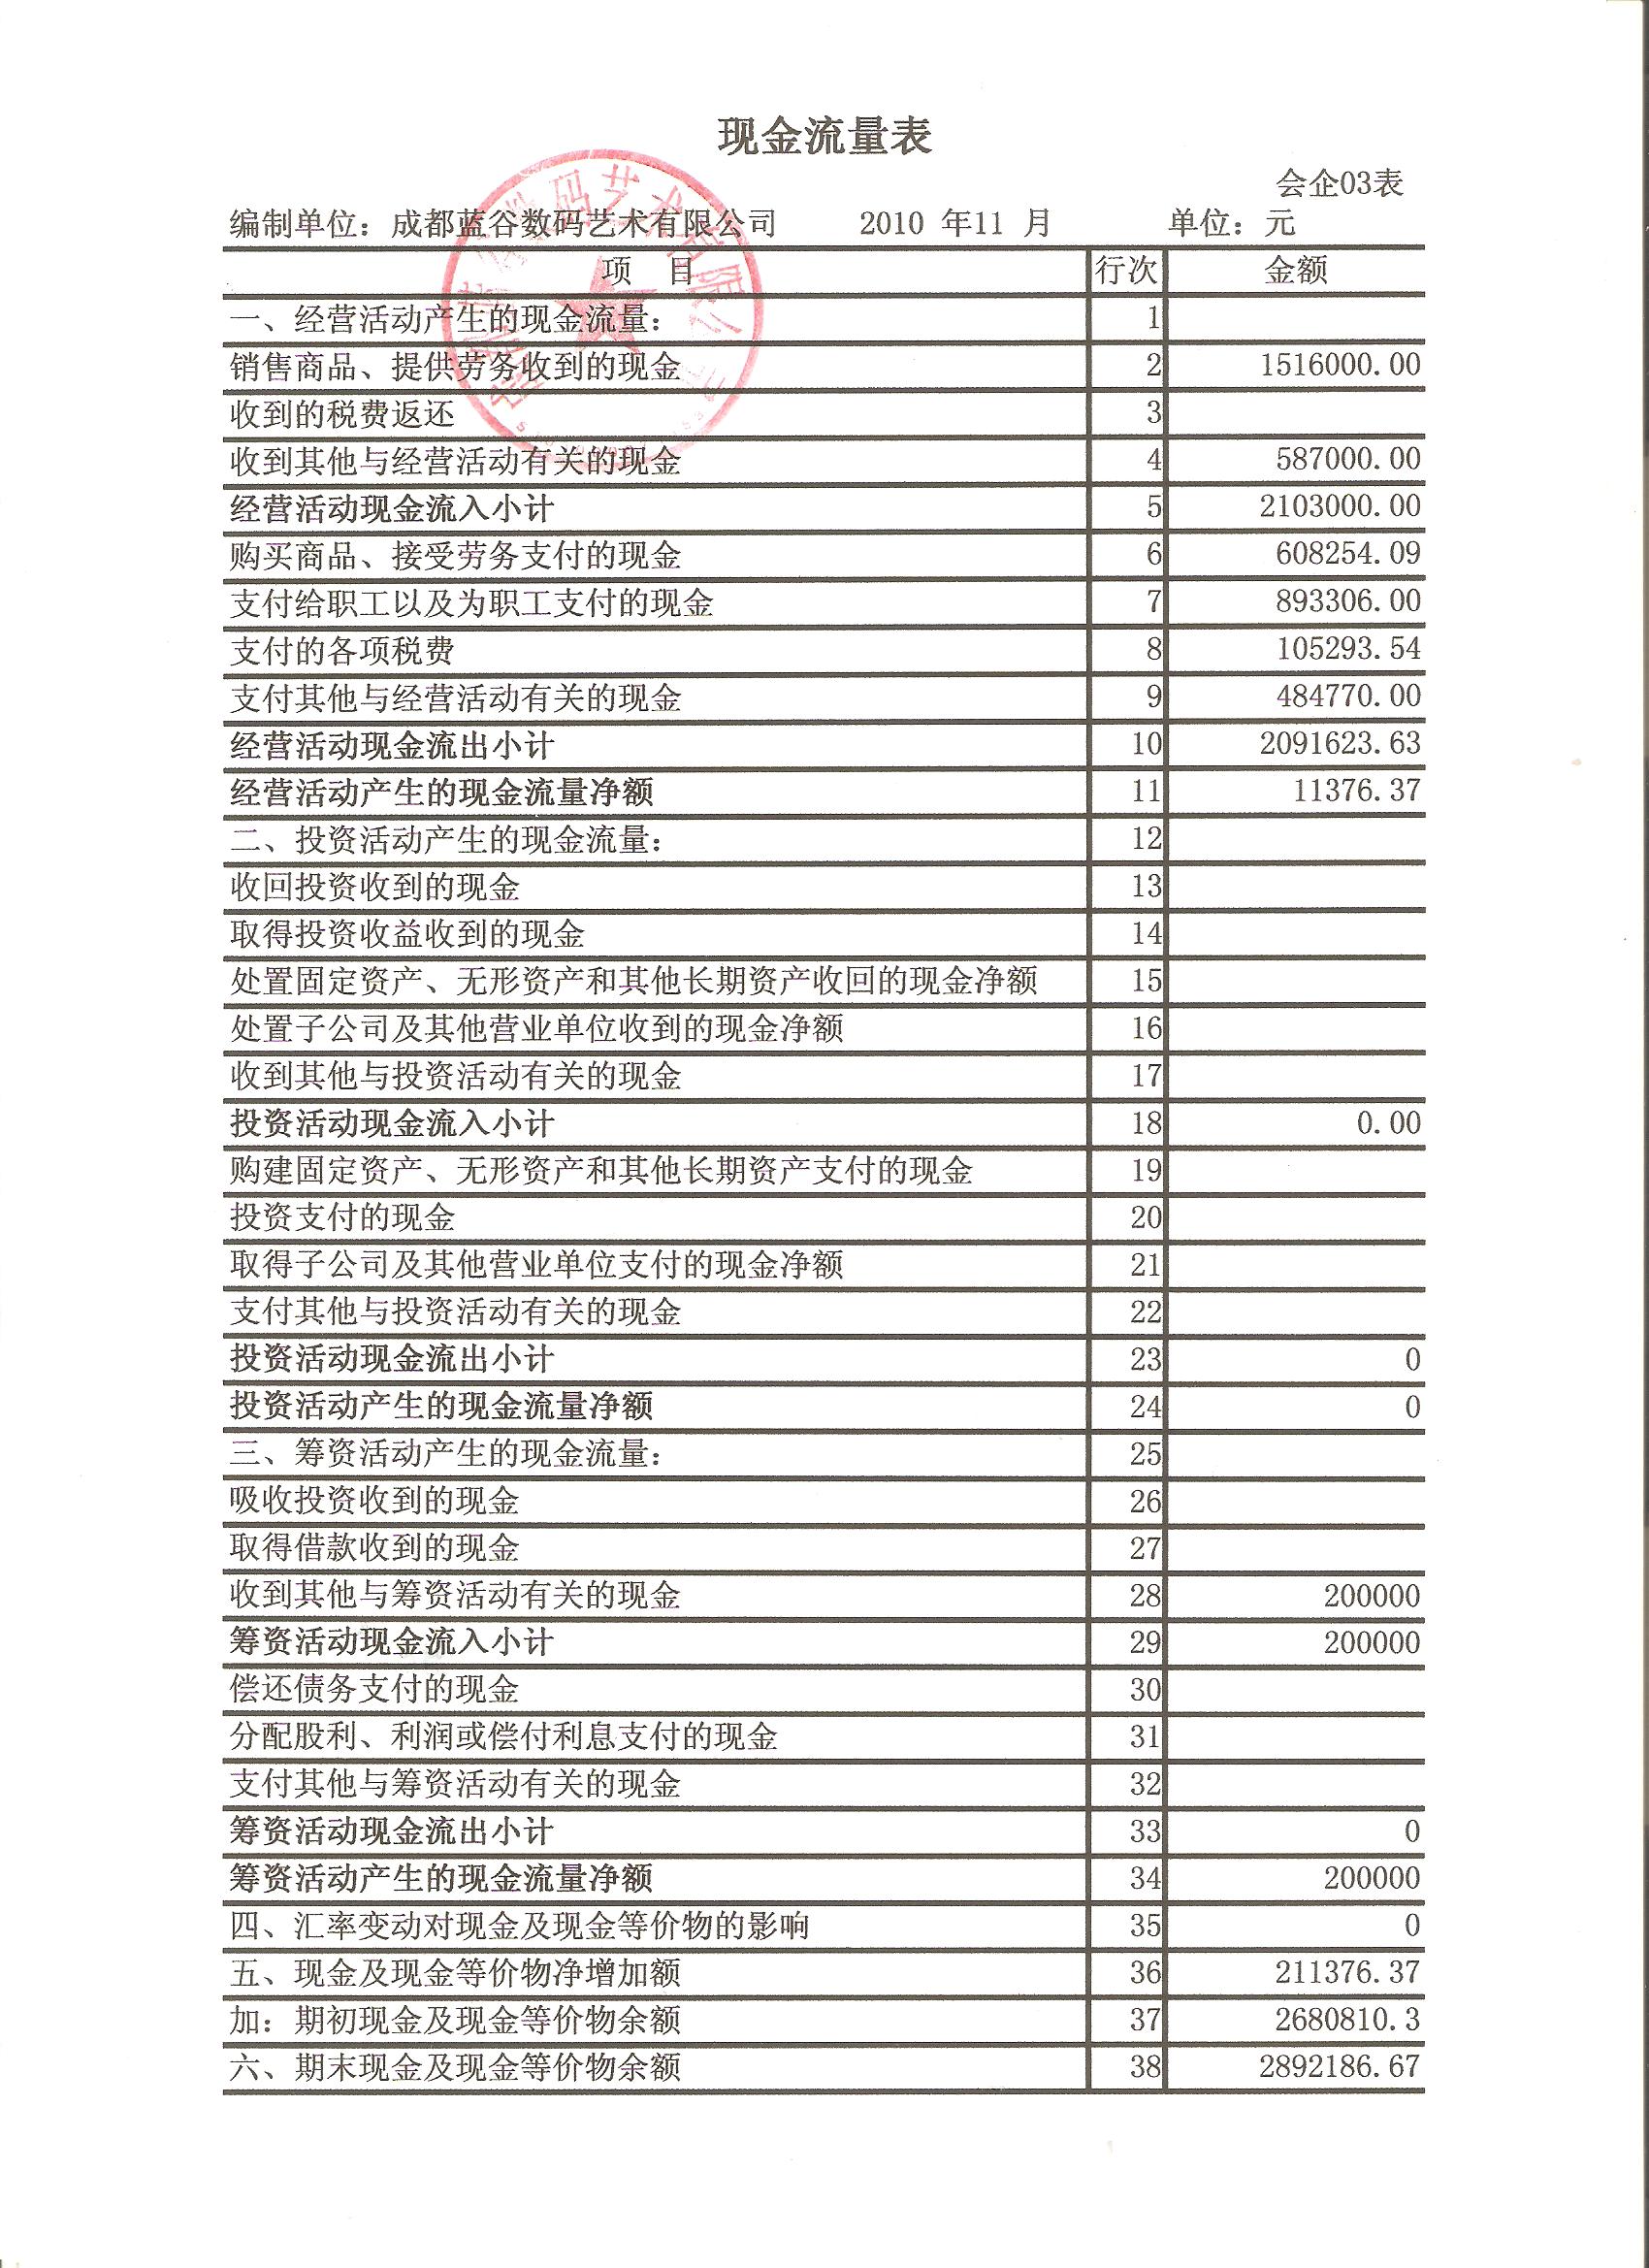 现金流量表
会企03表
编制单位：成都蓝谷数码艺术有限公司 2010 年11 月 单位：元
项 目 行次 金额
一、经营活动产生的现金流量： 1
销售商品、提供劳务收到的现金 2 1516000.00
收到的税费返还 3
收到其他与经营活动有关的现金 4 587000.00
经营活动现金流入小计 5 2103000.00
购买商品、接受劳务支付的现金 6 608254.09
支付给职工以及为职工支付的现金 7 893306.00
支付的各项税费 8 105293.54
支付其他与经营活动有关的现金 9 484770.00
经营活动现金流出小计 10 2091623.63
经营活动产生的现金流量净额 11 11376.37
二、投资活动产生的现金流量： 12
收回投资收到的现金 13
取得投资收益收到的现金 14
处置固定资产、无形资产和其他长期资产收回的现金净额 15
处置子公司及其他营业单位收到的现金净额 16
收到其他与投资活动有关的现金 17
投资活动现金流入小计 18 0.00
购建固定资产、无形资产和其他长期资产支付的现金 19
投资支付的现金 20
取得子公司及其他营业单位支付的现金净额 21
支付其他与投资活动有关的现金 22
投资活动现金流出小计 23 0
投资活动产生的现金流量净额 24 0
三、筹资活动产生的现金流量： 25
吸收投资收到的现金 26
取得借款收到的现金 27
收到其他与筹资活动有关的现金 28 200000
筹资活动现金流入小计 29 200000
偿还债务支付的现金 30
分配股利、利润或偿付利息支付的现金 31
支付其他与筹资活动有关的现金 32
筹资活动现金流出小计 33 0
筹资活动产生的现金流量净额 34 200000
四、汇率变动对现金及现金等价物的影响 35 0
五、现金及现金等价物净增加额 36 211376.37
加：期初现金及现金等价物余额 37 2680810.3
六、期末现金及现金等价物余额 38 2892186.67